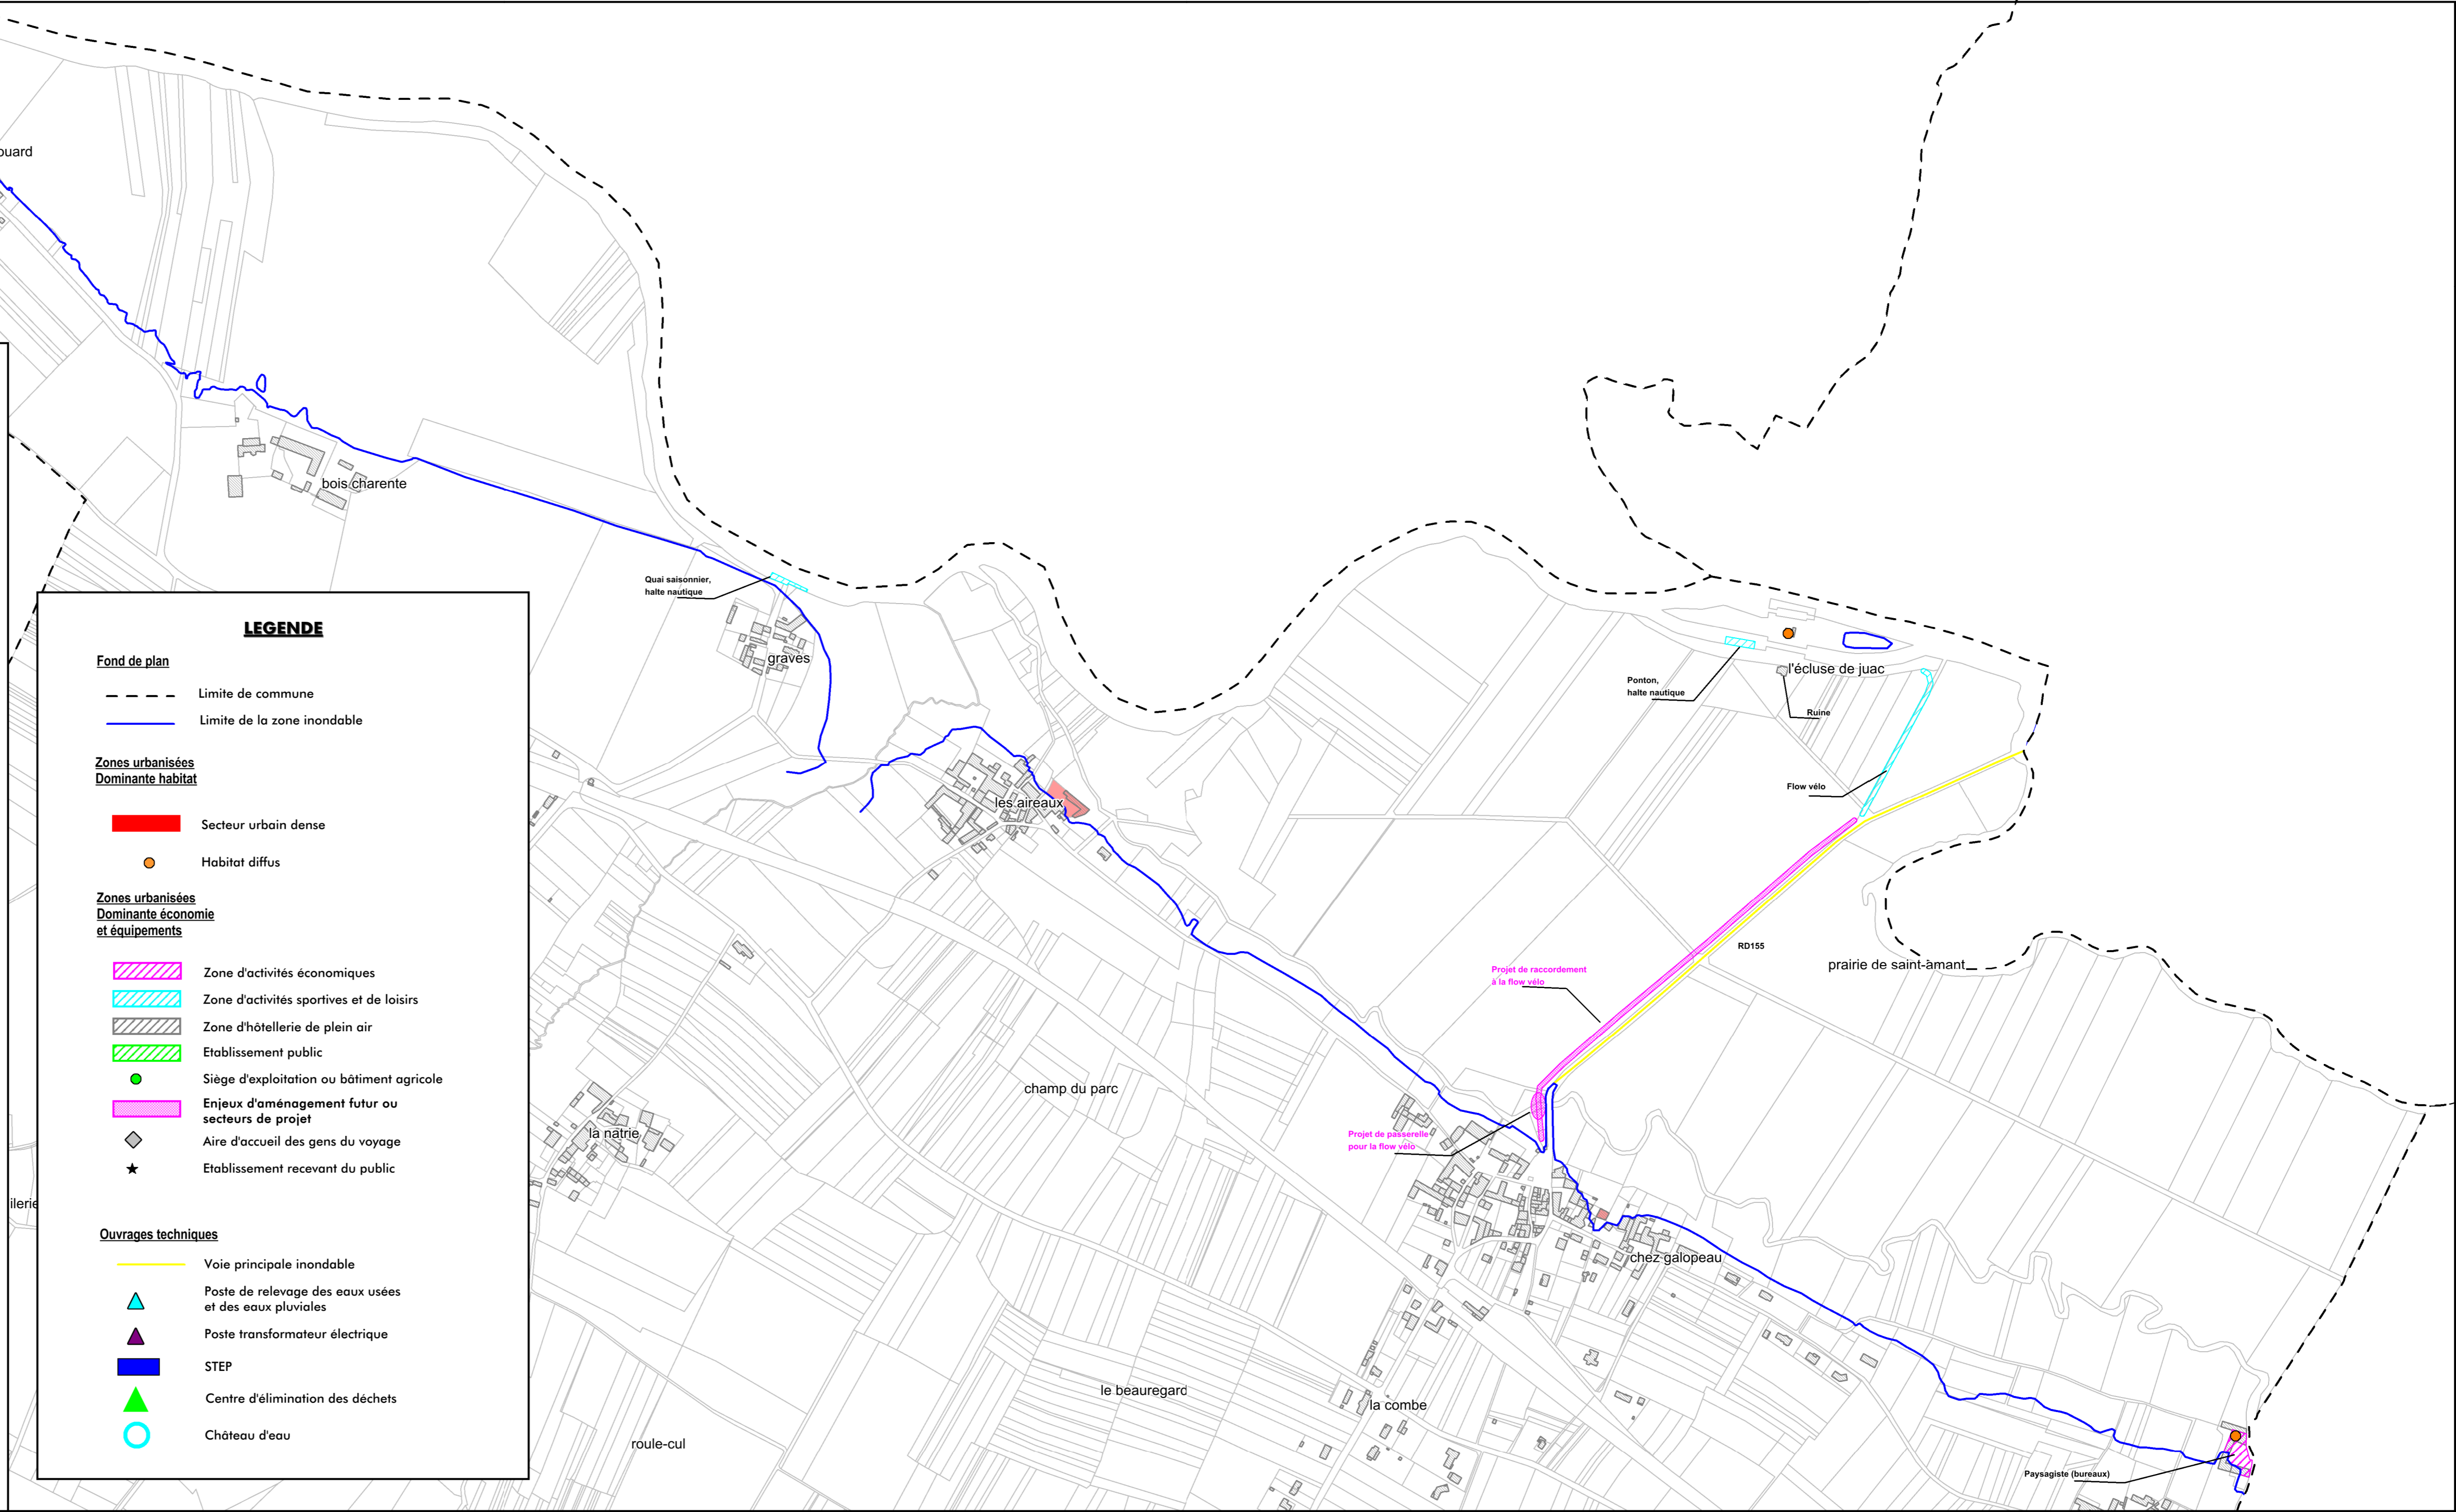 ouard
bois charente
Quai saisonnier,
halte nautique
graves
les aireaux
l'écluse de juac
Ponton,
halte nautique
Ruine
Flow vélo
RD155
prairie de saint-amant
Projet de raccordement
à la flow vélo
champ du parc
Projet de passerelle
pour la flow vélo
la natrie
chez galopeau
le beauregard
la combe
roule-cul
Paysagiste (bureaux)
ilerie
LEGENDE
Fond de plan
Limite de commune
Limite de la zone inondable
Zones urbanisées
Dominante habitat
Secteur urbain dense
Habitat diffus
Zones urbanisées
Dominante économie
et équipements
Zone d'activités économiques
Zone d'activités sportives et de loisirs
Zone d'hôtellerie de plein air
Etablissement public
Siège d'exploitation ou bâtiment agricole
Enjeux d'aménagement futur ou
secteurs de projet
Aire d'accueil des gens du voyage
Etablissement recevant du public
Ouvrages techniques
Voie principale inondable
Poste de relevage des eaux usées
et des eaux pluviales
Poste transformateur électrique
STEP
Centre d'élimination des déchets
Château d'eau